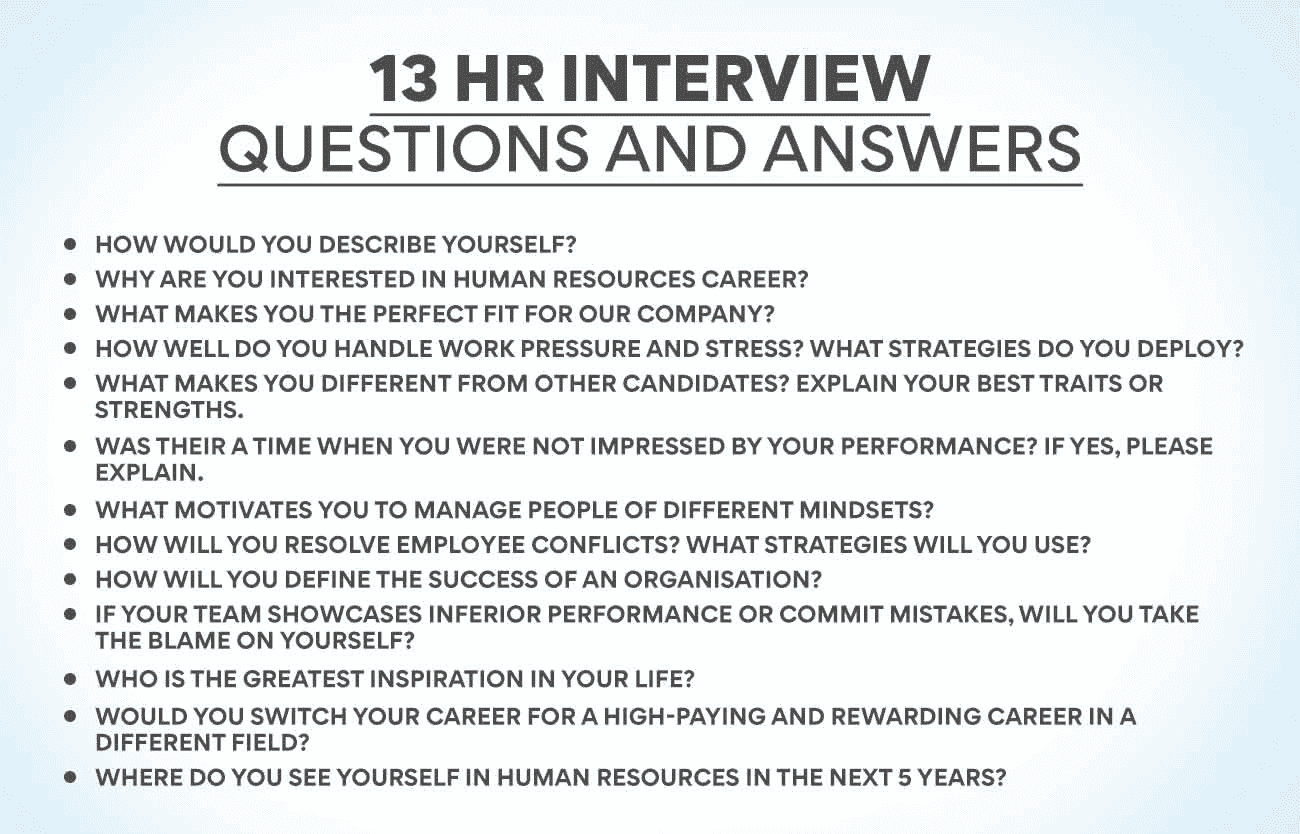 13 HR INTERVIEW
QUESTIONS AND ANSWERS
• HOW WOULD YOU DESCRIBE YOURSELF?
• WHY ARE YOU INTERESTED IN HUMAN RESOURCES CAREER?
• WHAT MAKES YOU THE PERFECT FIT FOR OUR COMPANY?
• HOW WELL DO YOU HANDLE WORK PRESSURE AND STRESS? WHAT STRATEGIES DO YOU DEPLOY?
• WHAT MAKES YOU DIFFERENT FROM OTHER CANDIDATES? EXPLAIN YOUR BEST TRAITS OR
STRENGTHS.
• WAS THEIR A TIME WHEN YOU WERE NOT IMPRESSED BY YOUR PERFORMANCE? IF YES, PLEASE
EXPLAIN.
• WHAT MOTIVATES YOU TO MANAGE PEOPLE OF DIFFERENT MINDSETS?
• HOW WILL YOU RESOLVE EMPLOYEE CONFLICTS? WHAT STRATEGIES WILL YOU USE?
• HOW WILL YOU DEFINE THE SUCCESS OF AN ORGANISATION?
• IF YOUR TEAM SHOWCASES INFERIOR PERFORMANCE OR COMMIT MISTAKES, WILL YOU TAKE
THE BLAME ON YOURSELF?
• WHO IS THE GREATEST INSPIRATION IN YOUR LIFE?
• WOULD YOU SWITCH YOUR CAREER FOR A HIGH-PAYING AND REWARDING CAREER IN A
DIFFERENT FIELD?
• WHERE DO YOU SEE YOURSELF IN HUMAN RESOURCES IN THE NEXT 5 YEARS?